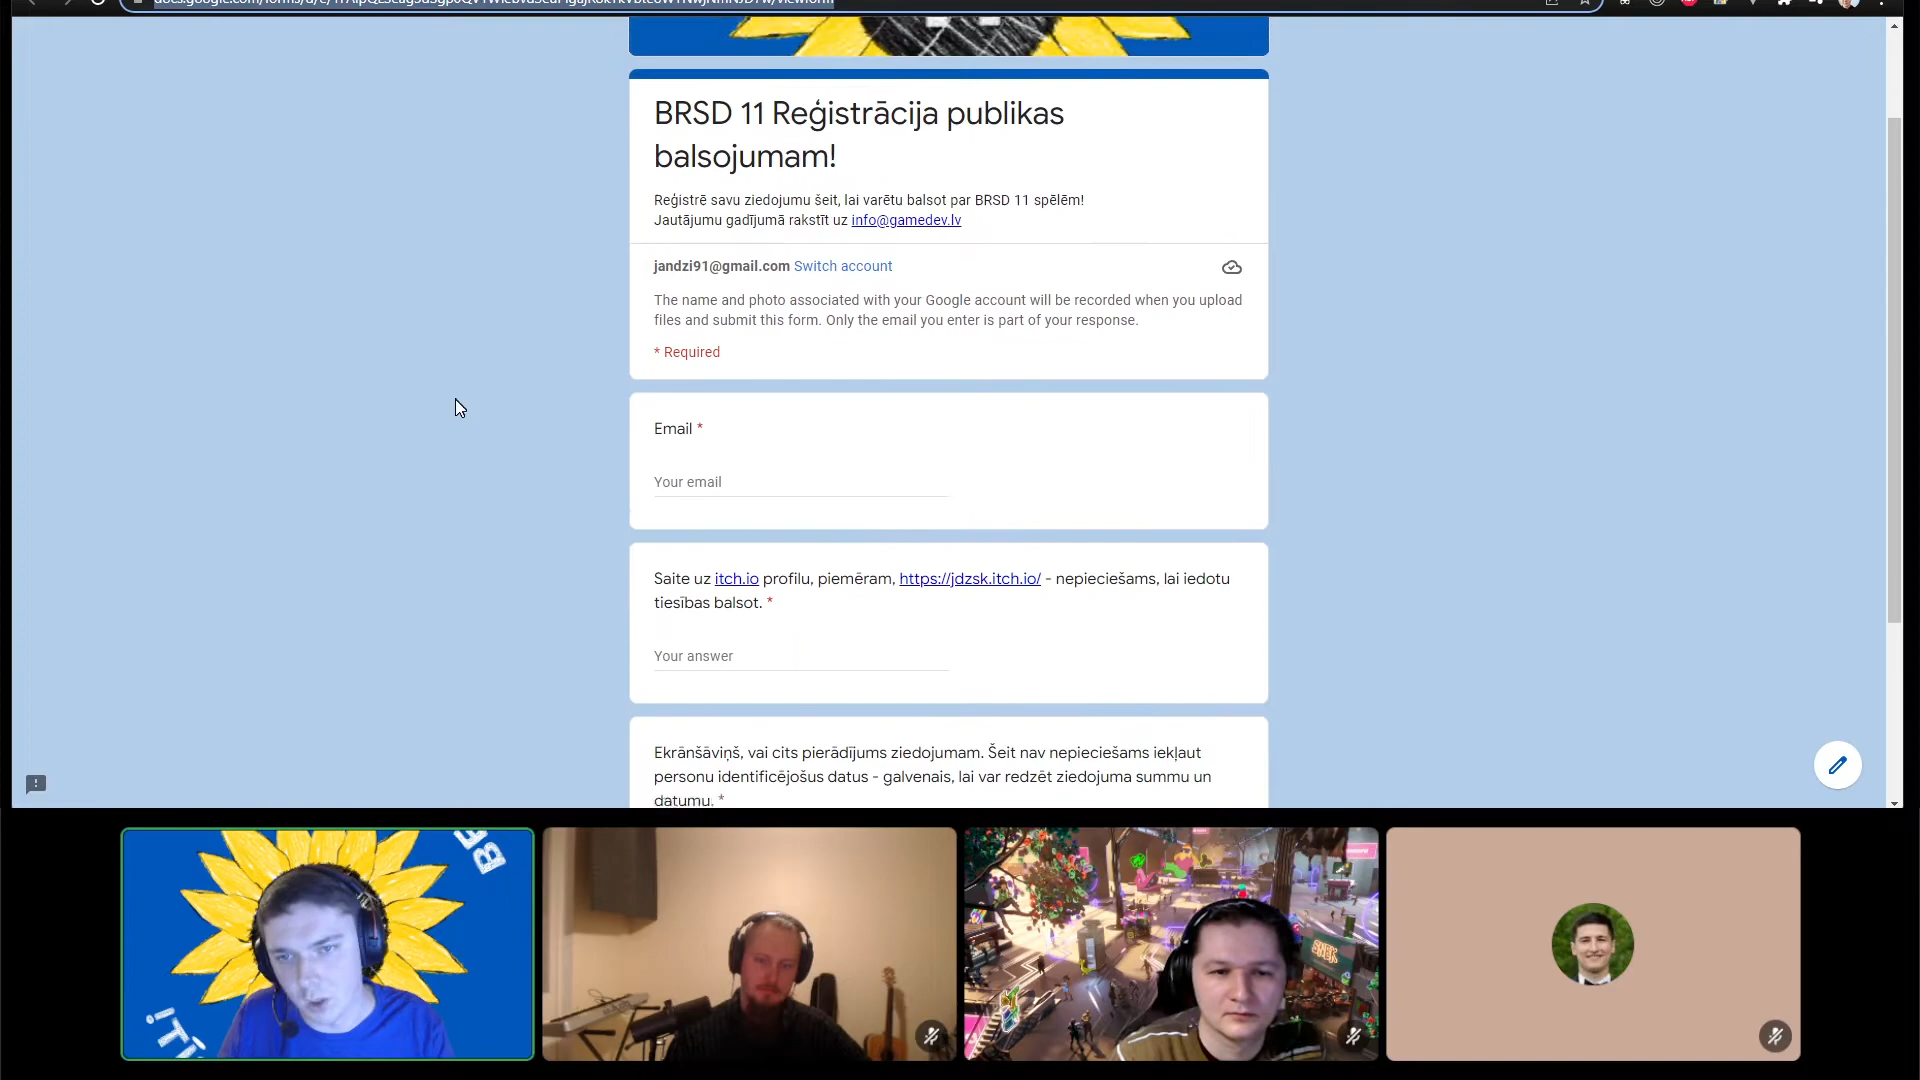 BRSD 11 Reģistrācija publikas
balsojumam!
Reģistrē savu ziedojumu šeit, lai varētu balsot par BRSD 11 spēlēm!
Jautājumu gadījumā rakstīt uz info@gamedev.lv
jandzi91@gmail.com Switch account
The name and photo associated with your Google account will be recorded when you upload
files and submit this form. Only the email you enter is part of your response.
* Required
Email *
Your email
Saite uz itch.io profilu, piemēram, https://jdzsk.itch.io/ - nepieciešams, lai iedotu
tiesības balsot. *
Your answer
Ekrānšāviņš, vai cits pierādījums ziedojumam. Šeit nav nepieciešams iekļaut
personu identificējošus datus - galvenais, lai var redzēt ziedojuma summu un
datumu. *